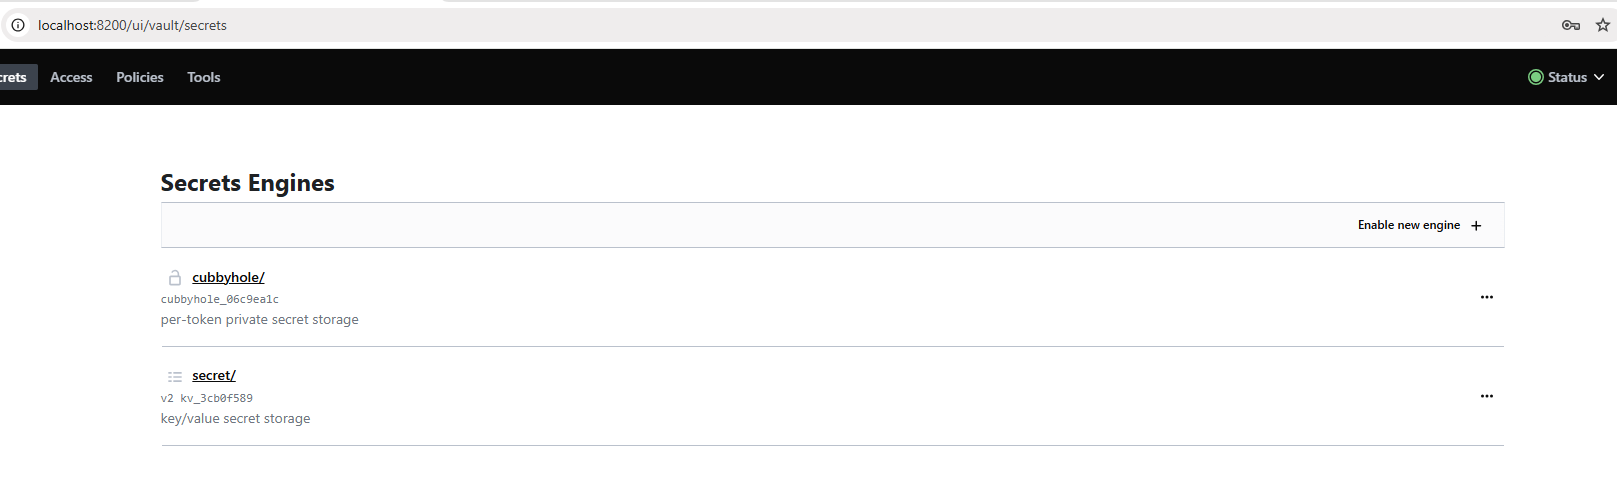 localhost:8200/ui/vault/secrets
crets Access Policies Tools Status
Secrets Engines
Enable new engine +
cubbyhole/
cubbyhole_06c9ea1c
per-token private secret storage
secret/
v2 kv_3cb0f589
key/value secret storage